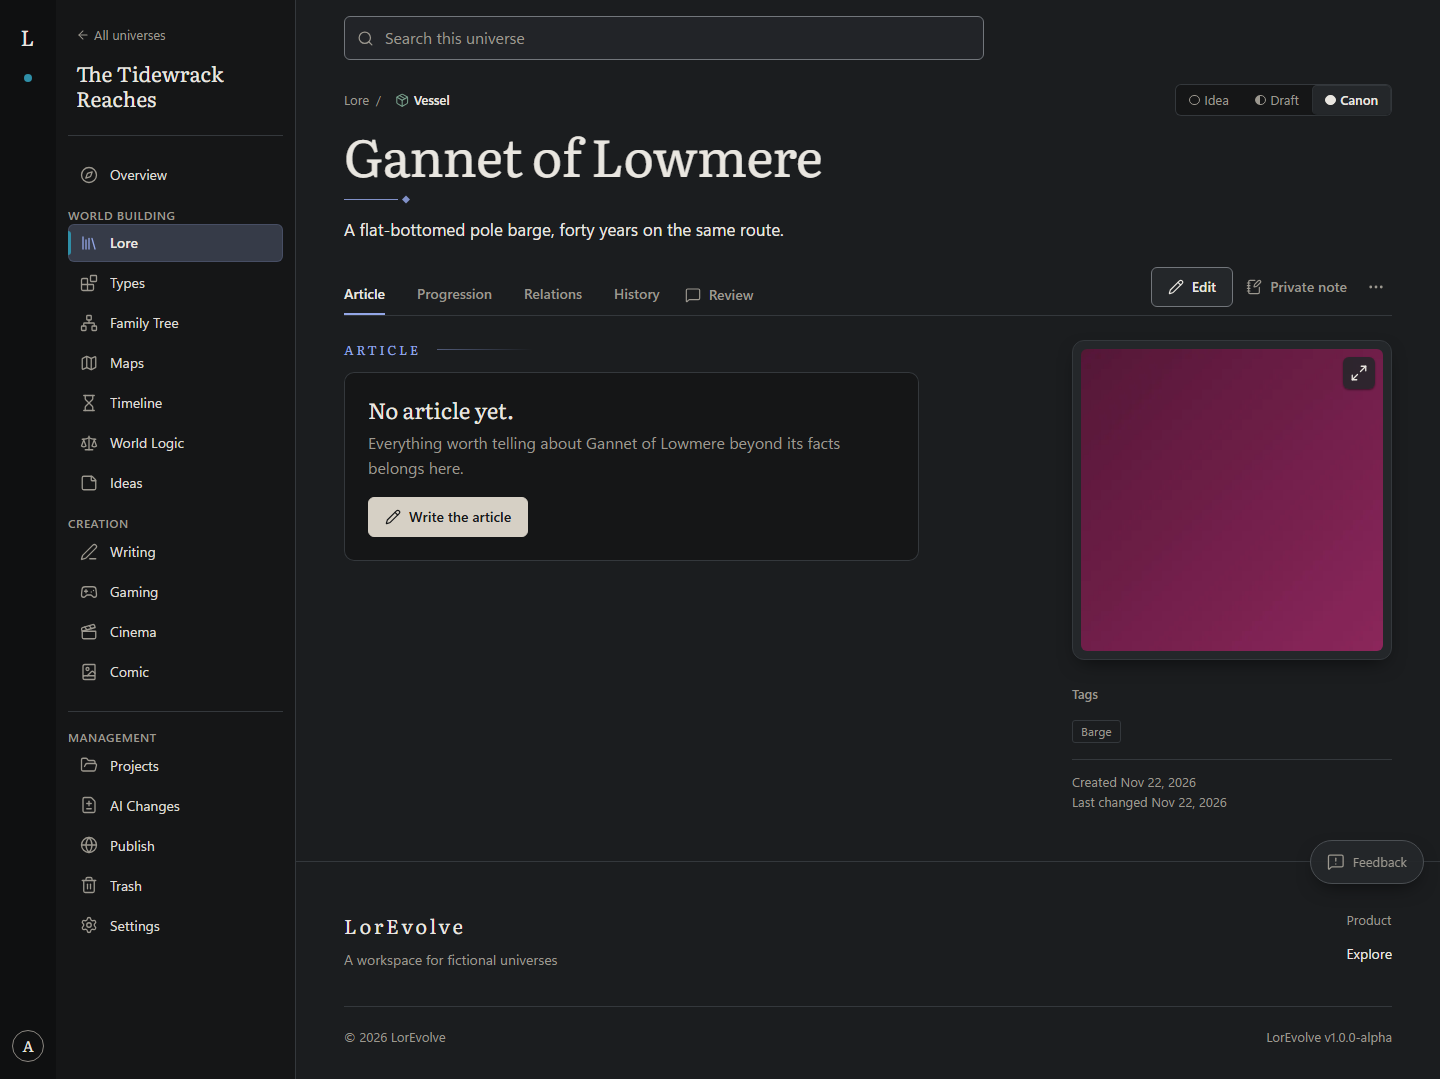 L
All universes
The Tidewrack
Reaches
Overview
WORLD BUILDING
Lore
Types
Family Tree
Maps
Timeline
World Logic
Ideas
CREATION
Writing
Gaming
Cinema
Comic
MANAGEMENT
Projects
AI Changes
Publish
Trash
Settings
A
Search this universe
Lore / Vessel
Idea Draft Canon
Gannet of Lowmere
A flat-bottomed pole barge, forty years on the same route.
Article Progression Relations History Review
Edit Private note
ARTICLE
No article yet.
Everything worth telling about Gannet of Lowmere beyond its facts
belongs here.
Write the article
Tags
Barge
Created Nov 22, 2026
Last changed Nov 22, 2026
Feedback
LorEvolve
A workspace for fictional universes
Product
Explore
© 2026 LorEvolve
LorEvolve v1.0.0-alpha